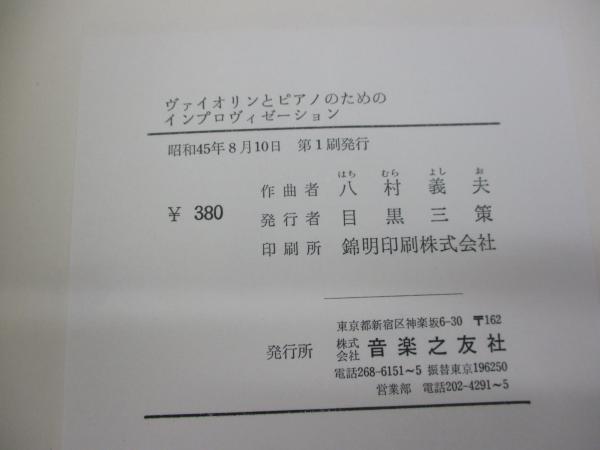 ヴァイオリンとピアノのための
インプロヴィゼーション
昭和45年8月10日 第1刷発行
はち むら よし お
作曲者 八村義夫
¥ 380
発行者 目黒三策
印刷所 錦明印刷株式会社
東京都新宿区神楽坂6-30 〒162
発行所 株式会社 音楽之友社
電話268-6151~5 振替東京196250
営業部 電話202-4291~5